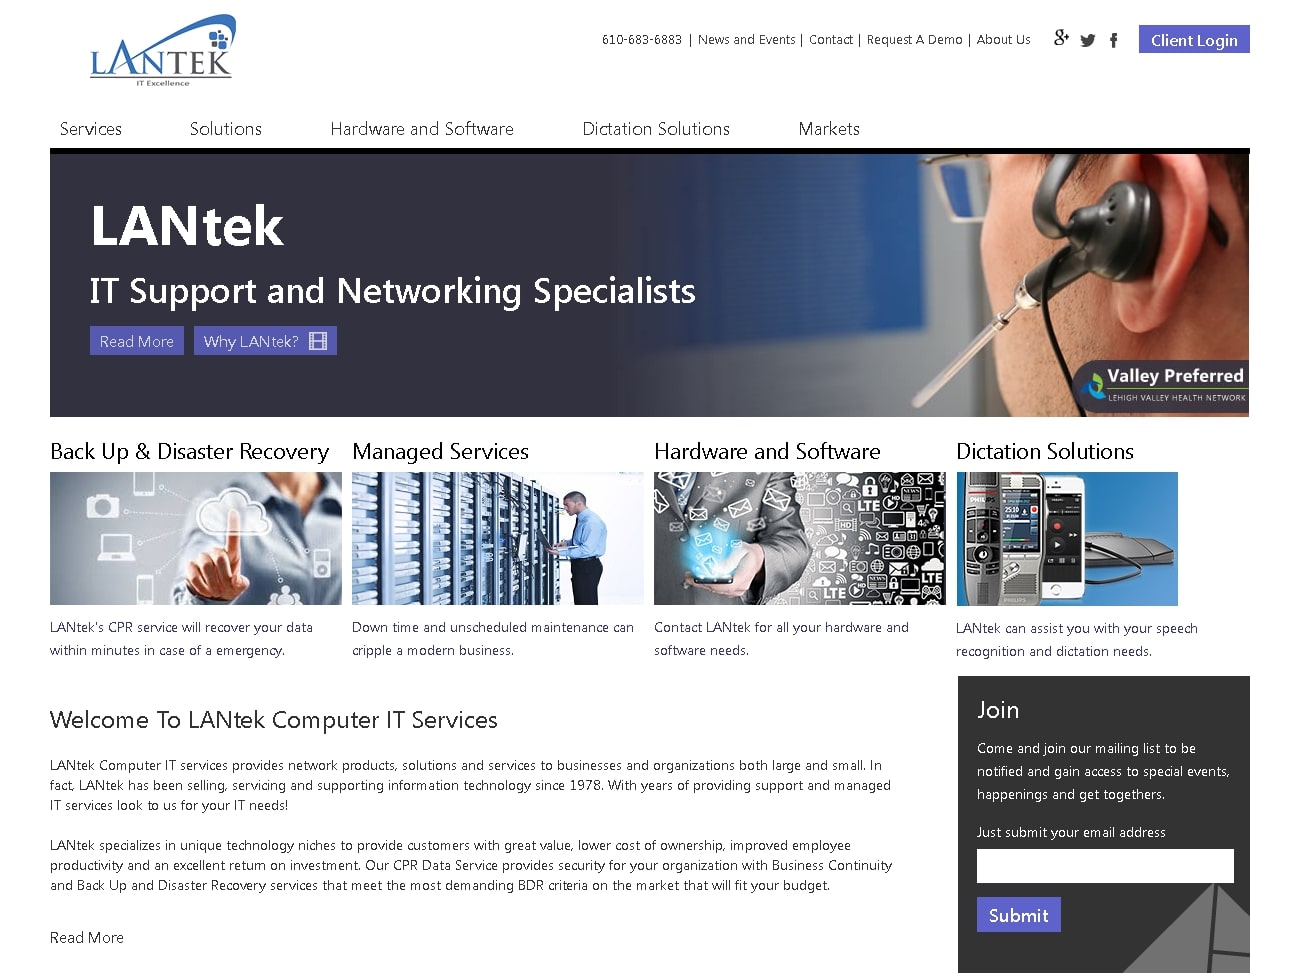 LANTEK
IT Excellence
610-683-6883 | News and Events | Contact | Request A Demo | About Us
Client Login
Services Solutions Hardware and Software Dictation Solutions Markets
LANtek
IT Support and Networking Specialists
Read More Why LANtek?
Valley Preferred
LEHIGH VALLEY HEALTH NETWORK
Back Up & Disaster Recovery Managed Services Hardware and Software Dictation Solutions
LTE
HD
NEWS
LTE
NEWS
LTE
PHILIPS
25:10
PHILIPS
LANtek's CPR service will recover your data
within minutes in case of a emergency.
Down time and unscheduled maintenance can
cripple a modern business.
Contact LANtek for all your hardware and
software needs.
LANtek can assist you with your speech
recognition and dictation needs.
Welcome To LANtek Computer IT Services
LANtek Computer IT services provides network products, solutions and services to businesses and organizations both large and small. In
fact, LANtek has been selling, servicing and supporting information technology since 1978. With years of providing support and managed
IT services look to us for your IT needs!
LANtek specializes in unique technology niches to provide customers with great value, lower cost of ownership, improved employee
productivity and an excellent return on investment. Our CPR Data Service provides security for your organization with Business Continuity
and Back Up and Disaster Recovery services that meet the most demanding BDR criteria on the market that will fit your budget.
Read More
Join
Come and join our mailing list to be
notified and gain access to special events,
happenings and get togethers.
Just submit your email address
Submit